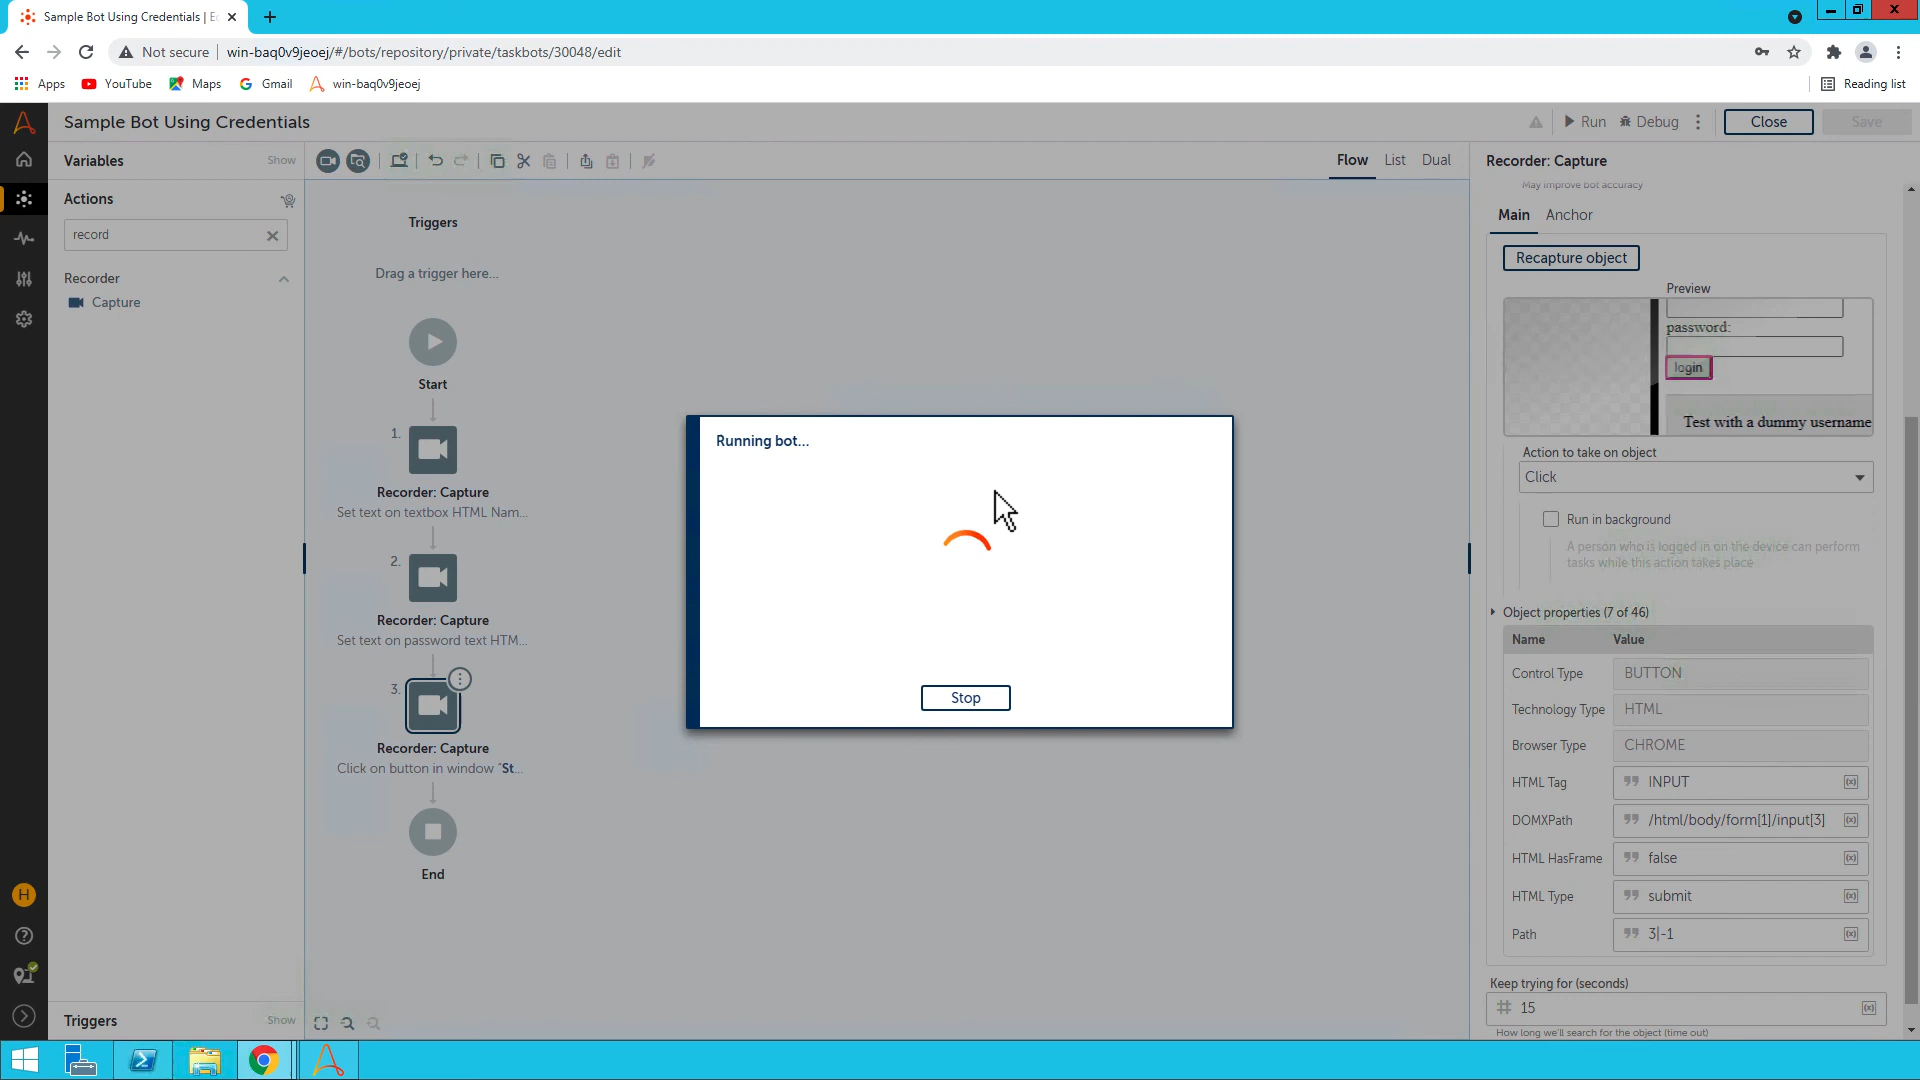 Sample Bot Using Credentials | Ec
Not secure
win-baq0v9jeoej/#/bots/repository/private/taskbots/30048/edit
Apps
YouTube
Maps
Gmail
win-baq0v9jeoej
Reading list
Sample Bot Using Credentials
Run
Debug
Close
Save
Variables
Show
Actions
record
Recorder
Capture
Triggers
Show
Flow
List
Dual
Triggers
Drag a trigger here...
Start
1.
Recorder: Capture
Set text on textbox HTML Nam...
2.
Recorder: Capture
Set text on password text HTM...
3.
Recorder: Capture
Click on button in window "St...
End
Running bot...
Stop
Recorder: Capture
May improve bot accuracy
Main
Anchor
Recapture object
Preview
password:
login
Test with a dummy username
Action to take on object
Click
Run in background
A person who is logged in on the device can perform
tasks while this action takes place
Object properties (7 of 46)
Name
Value
Control Type
BUTTON
Technology Type
HTML
Browser Type
CHROME
HTML Tag
INPUT
DOMXPath
/html/body/form[1]/input[3]
HTML HasFrame
false
HTML Type
submit
Path
3|-1
Keep trying for (seconds)
15
How long we'll search for the object (time out)
H